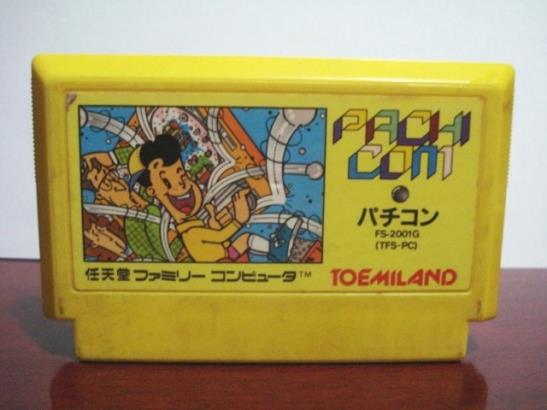 PACHI
COM
パチコン
FS-2001G
(TFS-PC)
任天堂 ファミリー コンピュータ™
TOEMILAND